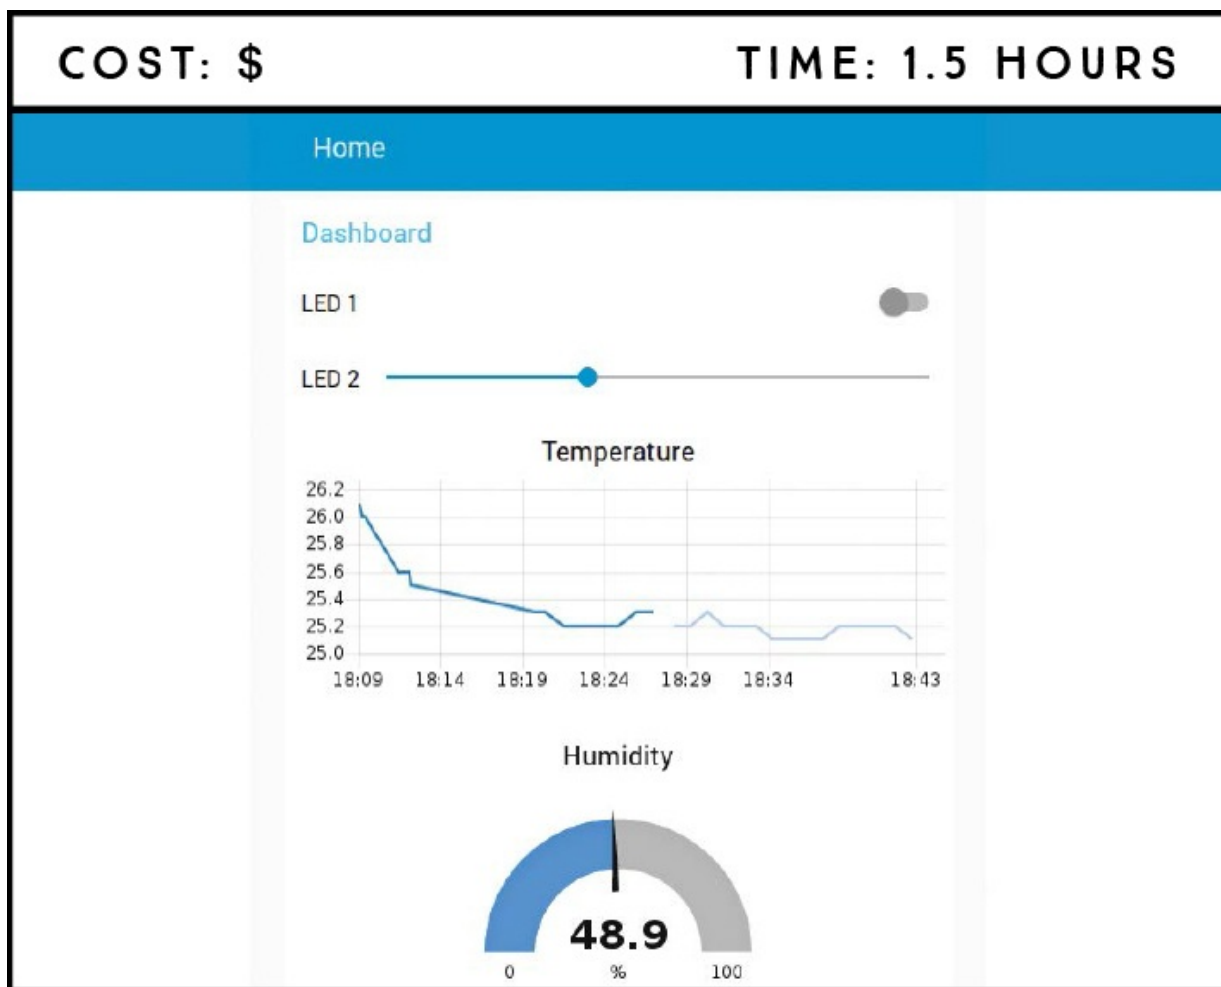 COST: $ TIME: 1.5 HOURS
Home
Dashboard
LED 1
LED 2
Temperature
26.2
26.0
25.8
25.6
25.4
25.2
25.0
18:09 18:14 18:19 18:24 18:29 18:34 18:43
Humidity
48.9
0 % 100